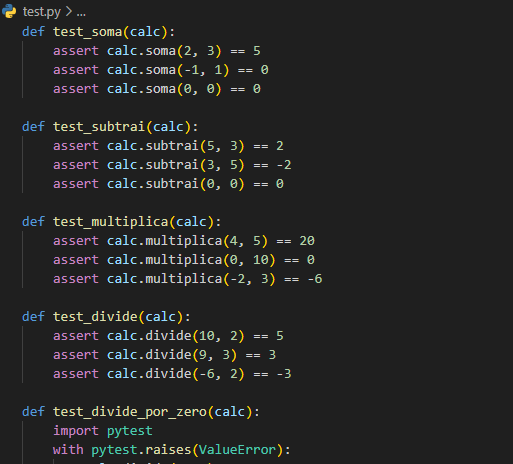 test.py > ...
def test_soma(calc):
    assert calc.soma(2, 3) == 5
    assert calc.soma(-1, 1) == 0
    assert calc.soma(0, 0) == 0
def test_subtrai(calc):
    assert calc.subtrai(5, 3) == 2
    assert calc.subtrai(3, 5) == -2
    assert calc.subtrai(0, 0) == 0
def test_multiplica(calc):
    assert calc.multiplica(4, 5) == 20
    assert calc.multiplica(0, 10) == 0
    assert calc.multiplica(-2, 3) == -6
def test_divide(calc):
    assert calc.divide(10, 2) == 5
    assert calc.divide(9, 3) == 3
    assert calc.divide(-6, 2) == -3
def test_divide_por_zero(calc):
    import pytest
    with pytest.raises(ValueError):